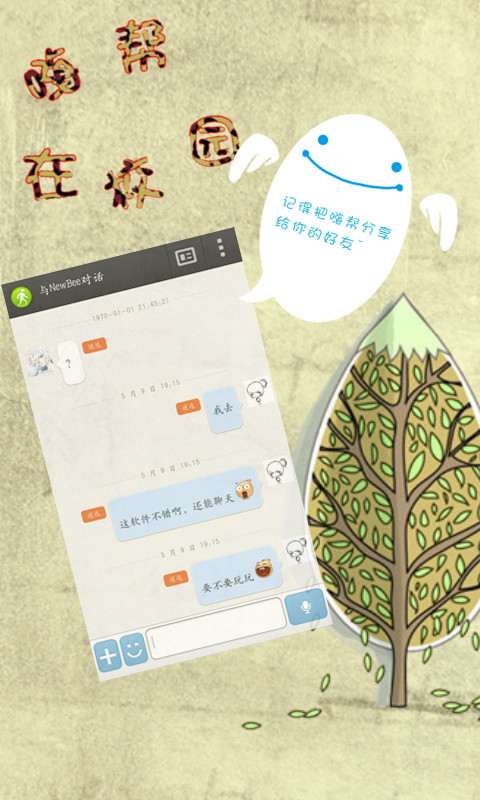 嗨帮
在校园
记得把嗨帮分享
给你的好友~
与NewBee对话
1970-01-01 21:45:21
?
送达
5月9日 19:15
送达
我去
5月9日 19:15
送达
这软件不错啊,还能聊天
5月9日 19:15
送达
要不要玩玩